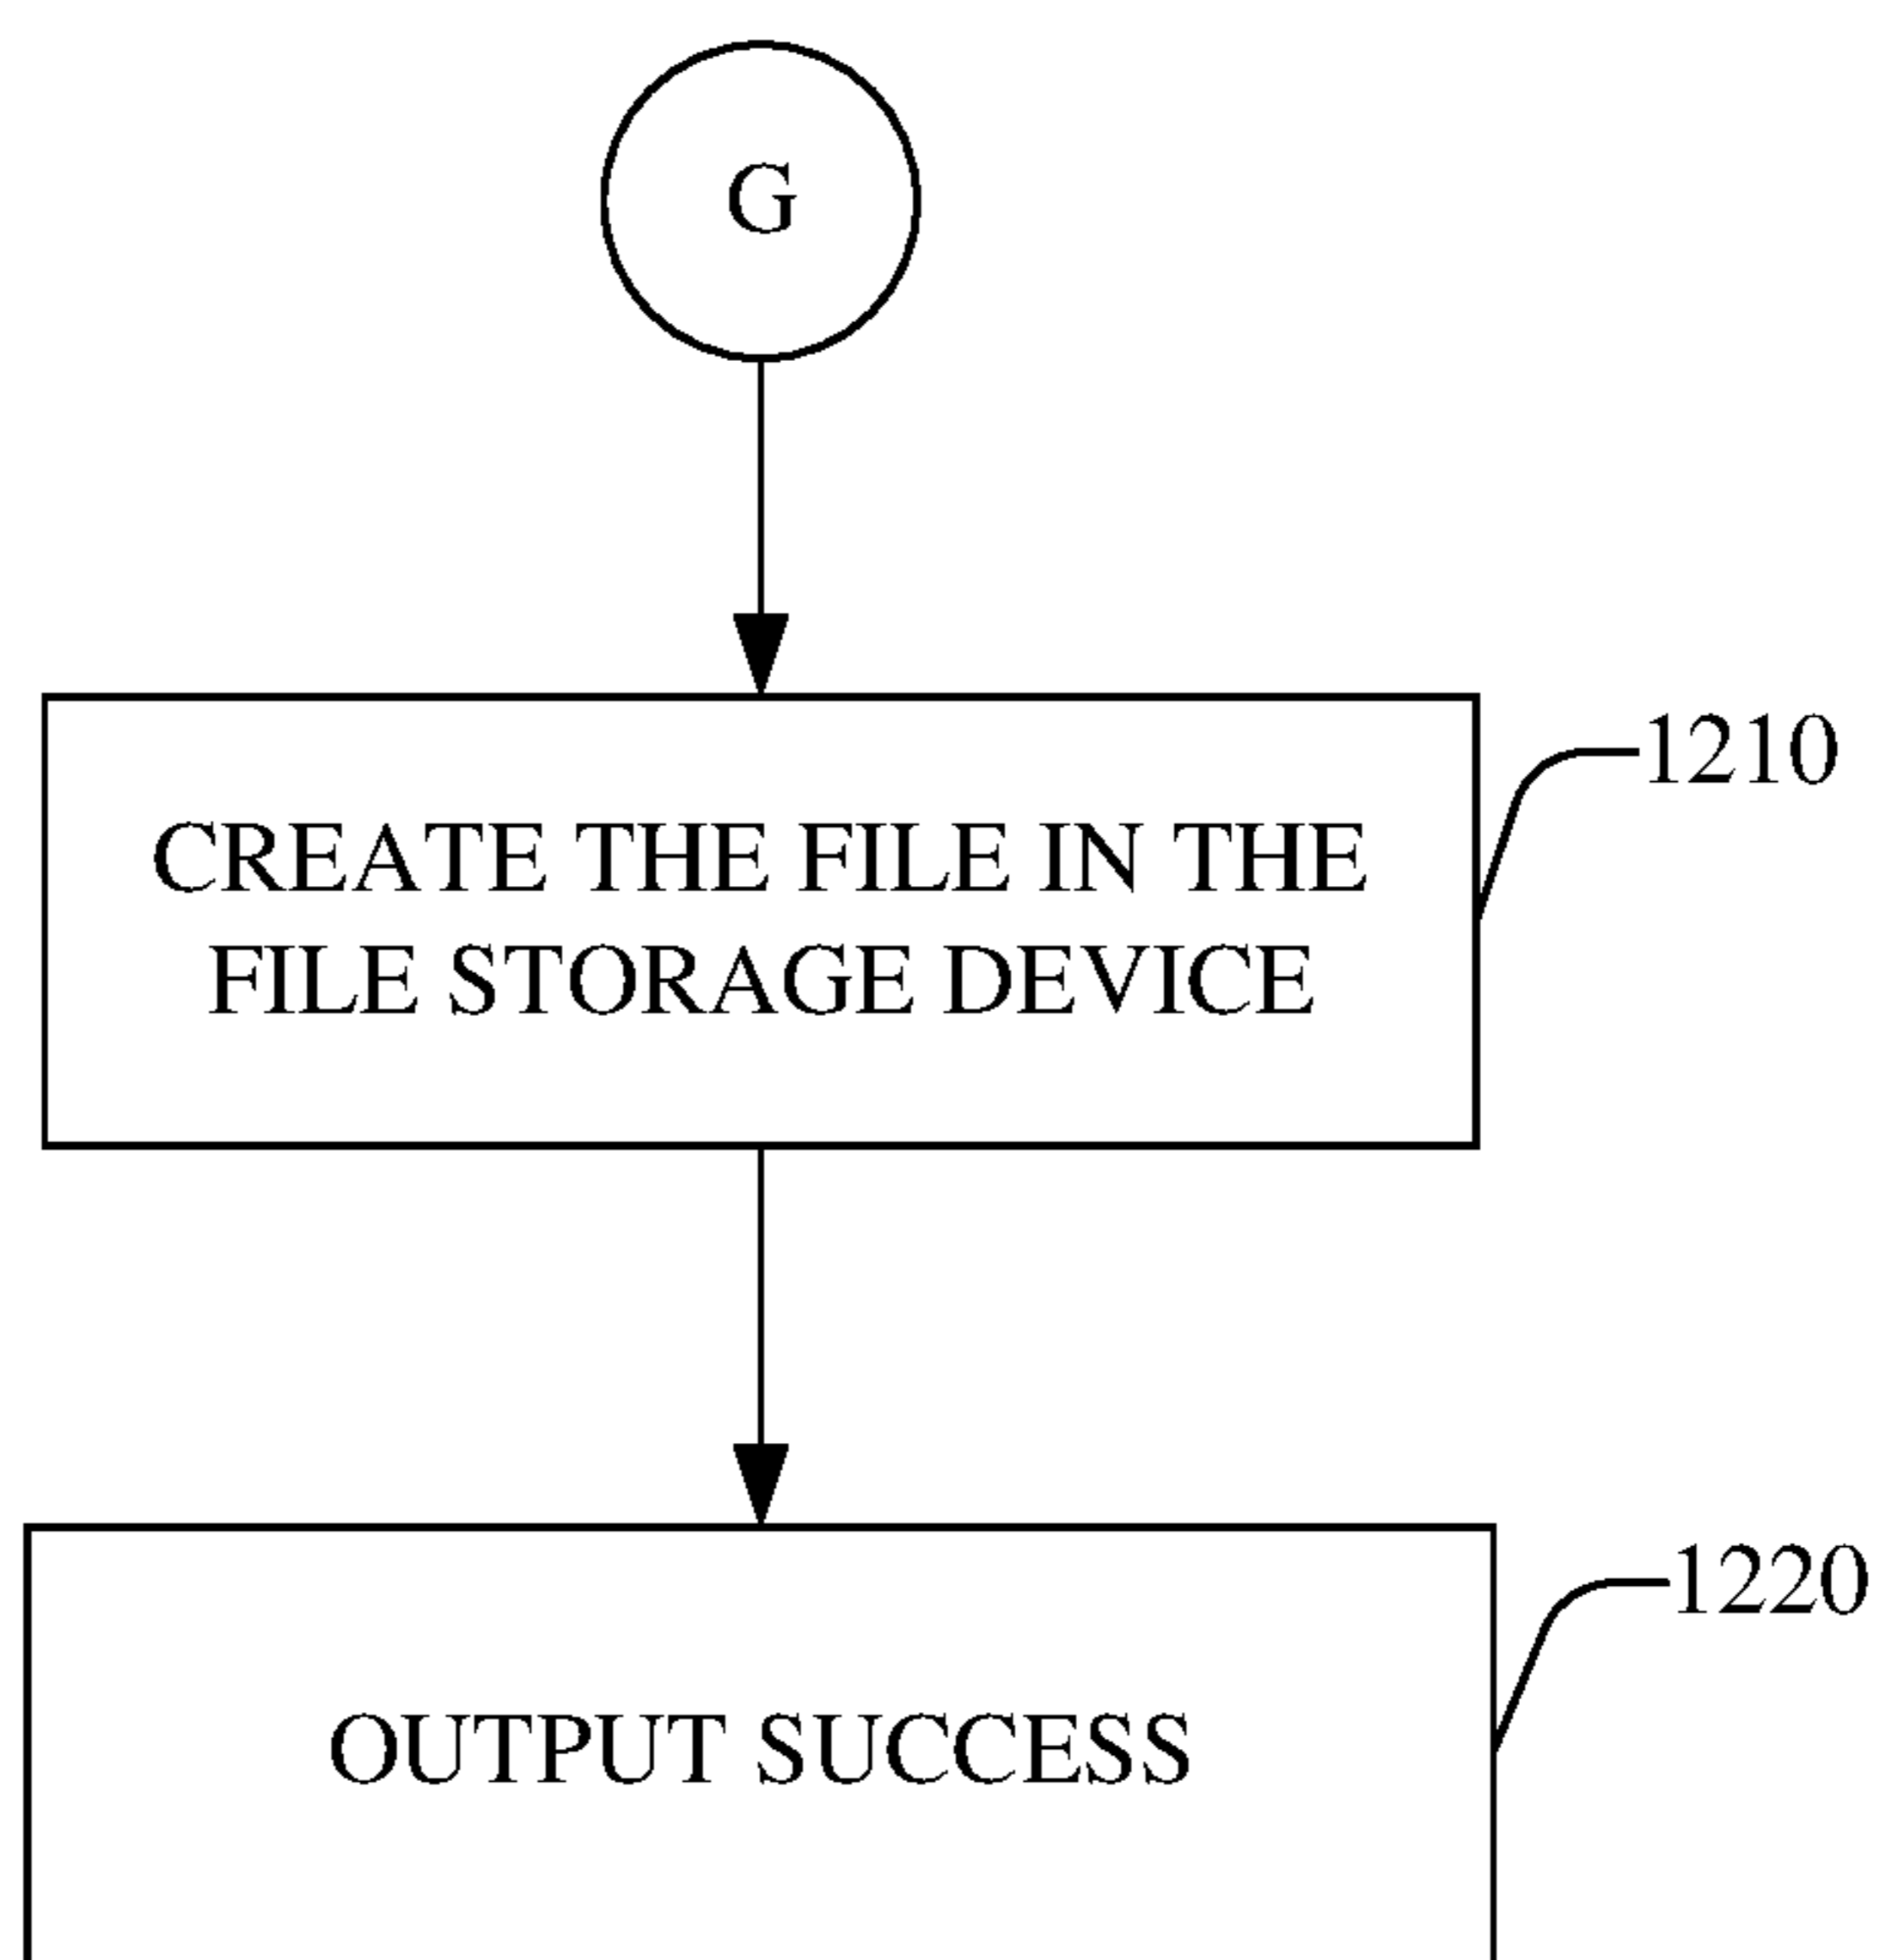 G
1210
CREATE THE FILE IN THE
FILE STORAGE DEVICE
1220
OUTPUT SUCCESS